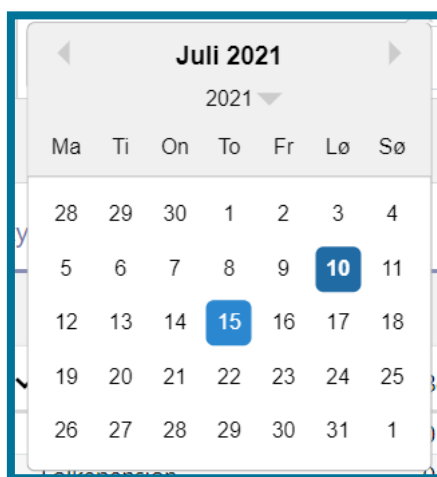 Juli 2021
2021
Ma Ti On To Fr Lø Sø
28 29 30 1 2 3 4
y
5 6 7 8 9 10 11
12 13 14 15 16 17 18
19 20 21 22 23 24 25
26 27 28 29 30 31 1